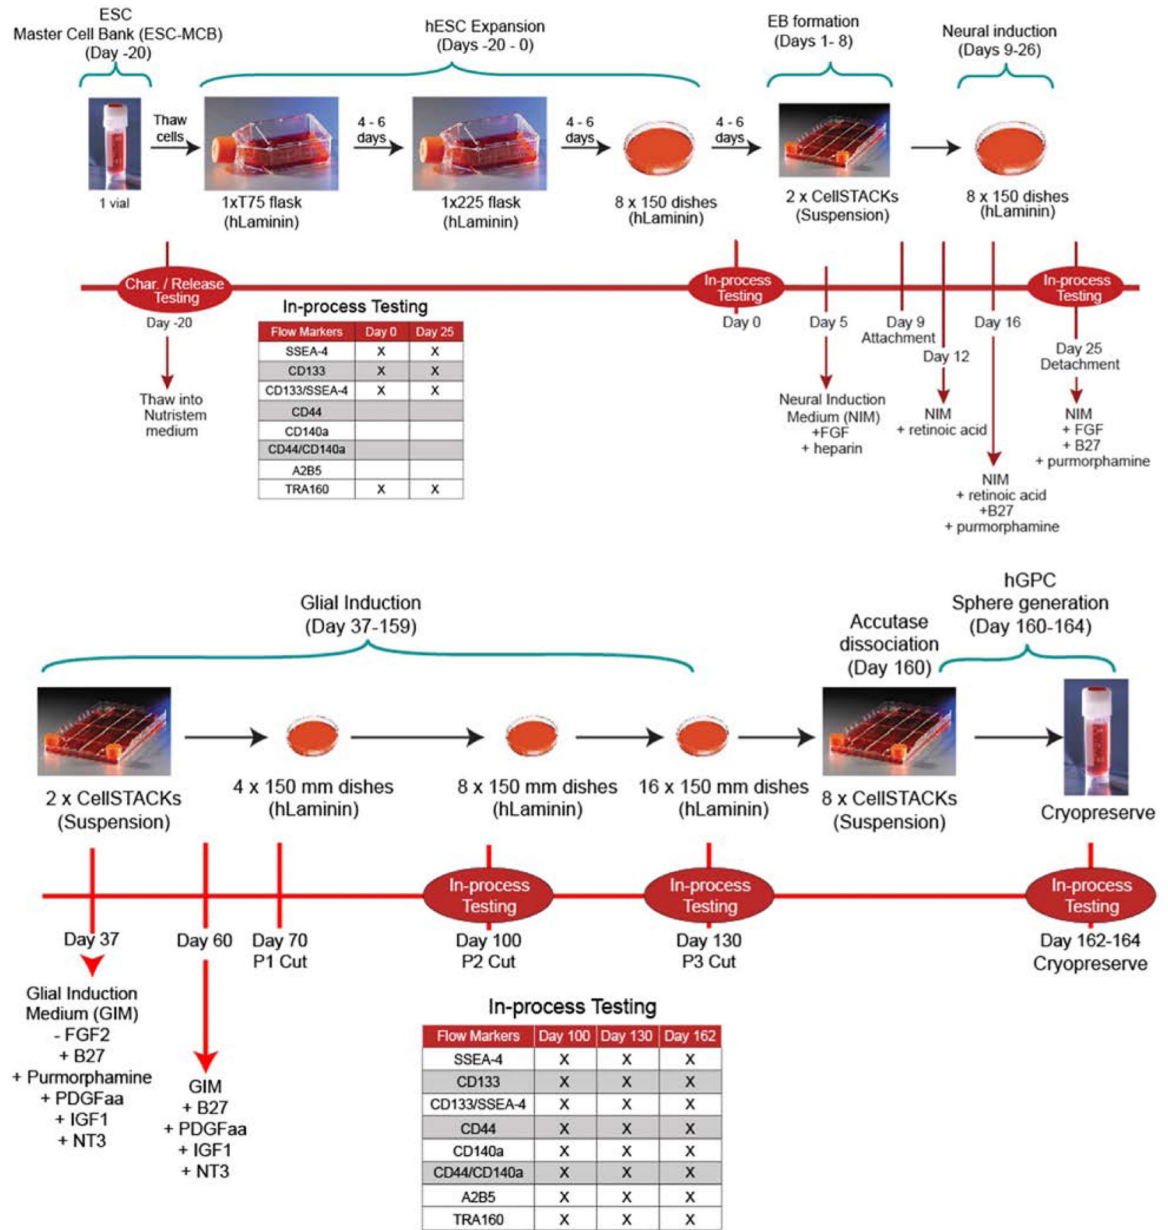 ESC
Master Cell Bank (ESC-MCB)
(Day -20)
hESC Expansion
(Days -20 - 0)
EB formation
(Days 1- 8)
Neural induction
(Days 9-26)
Thaw
cells
4 - 6
days
4 - 6
days
4 - 6
days
1 vial
1xT75 flask
(hLaminin)
1x225 flask
(hLaminin)
8 x 150 dishes
(hLaminin)
2 x CellSTACKs
(Suspension)
8 x 150 dishes
(hLaminin)
Char. / Release
Testing
In-process
Testing
In-process
Testing
Day -20
Thaw into
Nutristem
medium
In-process Testing
Flow Markers Day 0 Day 25
SSEA-4 X X
CD133 X X
CD133/SSEA-4 X X
CD44
CD140a
CD44/CD140a
A2B5
TRA160 X X
Day 0
Day 5
Neural Induction
Medium (NIM)
+FGF
+ heparin
Day 9
Attachment
Day 12
NIM
+ retinoic acid
Day 16
NIM
+ retinoic acid
+B27
+ purmorphamine
Day 25
Detachment
NIM
+ FGF
+ B27
+ purmorphamine
Glial Induction
(Day 37-159)
Accutase
dissociation
(Day 160)
hGPC
Sphere generation
(Day 160-164)
2 x CellSTACKs
(Suspension)
4 x 150 mm dishes
(hLaminin)
8 x 150 mm dishes
(hLaminin)
16 x 150 mm dishes
(hLaminin)
8 x CellSTACKs
(Suspension)
Cryopreserve
In-process
Testing
In-process
Testing
In-process
Testing
Day 37
Glial Induction
Medium (GIM)
- FGF2
+ B27
+ Purmorphamine
+ PDGFaa
+ IGF1
+ NT3
Day 60
GIM
+ B27
+ PDGFaa
+ IGF1
+ NT3
Day 70
P1 Cut
Day 100
P2 Cut
Day 130
P3 Cut
Day 162-164
Cryopreserve
In-process Testing
Flow Markers Day 100 Day 130 Day 162
SSEA-4 X X X
CD133 X X X
CD133/SSEA-4 X X X
CD44 X X X
CD140a X X X
CD44/CD140a X X X
A2B5 X X X
TRA160 X X X